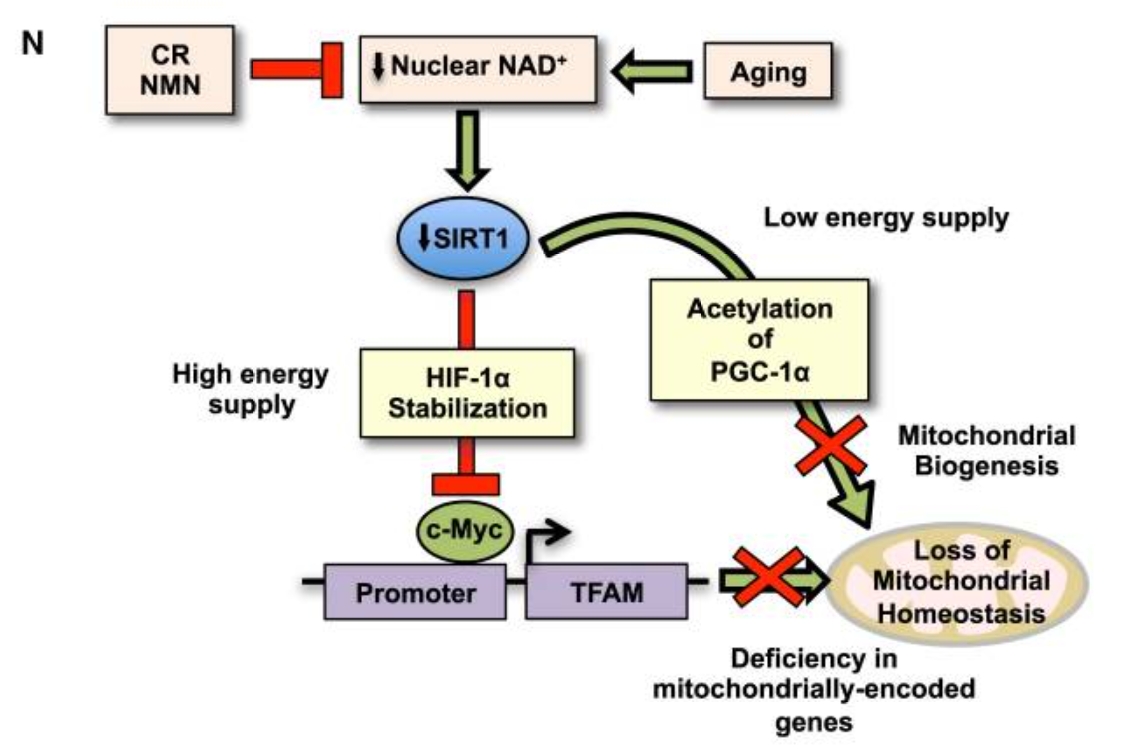 N
CR
NMN
↓ Nuclear NAD⁺
Aging
↓SIRT1
Low energy supply
Acetylation
of
PGC-1α
High energy
supply
HIF-1α
Stabilization
Mitochondrial
Biogenesis
c-Myc
Promoter
TFAM
Loss of
Mitochondrial
Homeostasis
Deficiency in
mitochondrially-encoded
genes